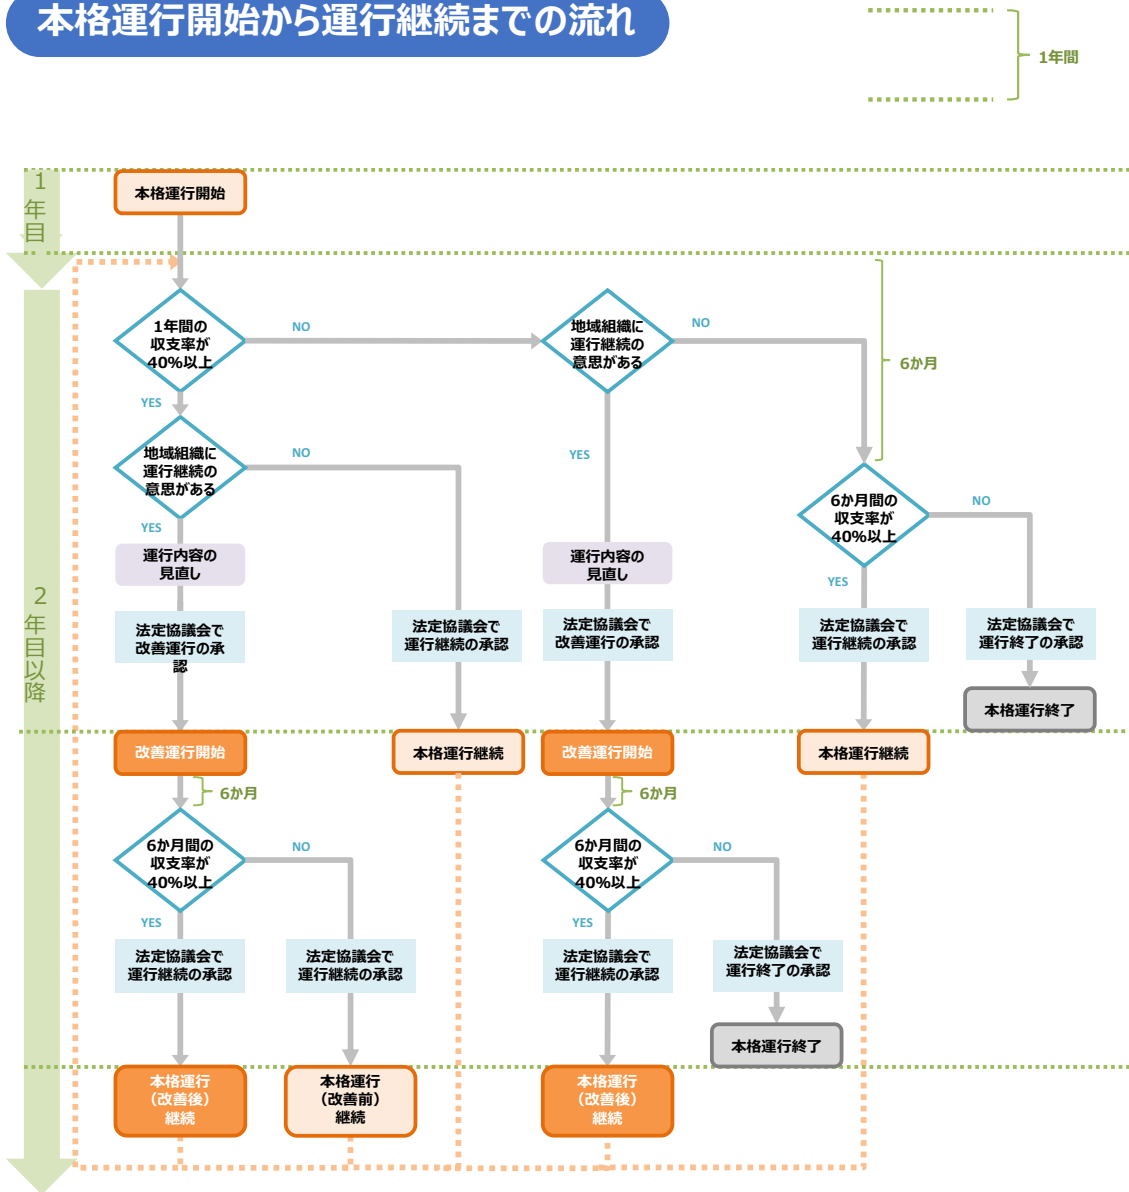 本格運行開始から運行継続までの流れ
1年間
1年目
本格運行開始
1年間の
収支率が
40%以上
NO
地域組織に
運行継続の
意思がある
NO
6か月
YES
地域組織に
運行継続の
意思がある
NO
YES
6か月間の
収支率が
40%以上
NO
YES
運行内容の
見直し
運行内容の
見直し
YES
2年目以降
法定協議会で
改善運行の承
認
法定協議会で
運行継続の承認
法定協議会で
改善運行の承認
法定協議会で
運行継続の承認
法定協議会で
運行終了の承認
本格運行終了
改善運行開始
本格運行継続
改善運行開始
本格運行継続
6か月
6か月
6か月間の
収支率が
40%以上
NO
6か月間の
収支率が
40%以上
NO
YES
YES
法定協議会で
運行継続の承認
法定協議会で
運行継続の承認
法定協議会で
運行継続の承認
法定協議会で
運行終了の承認
本格運行終了
本格運行
（改善後）
継続
本格運行
（改善前）
継続
本格運行
（改善後）
継続